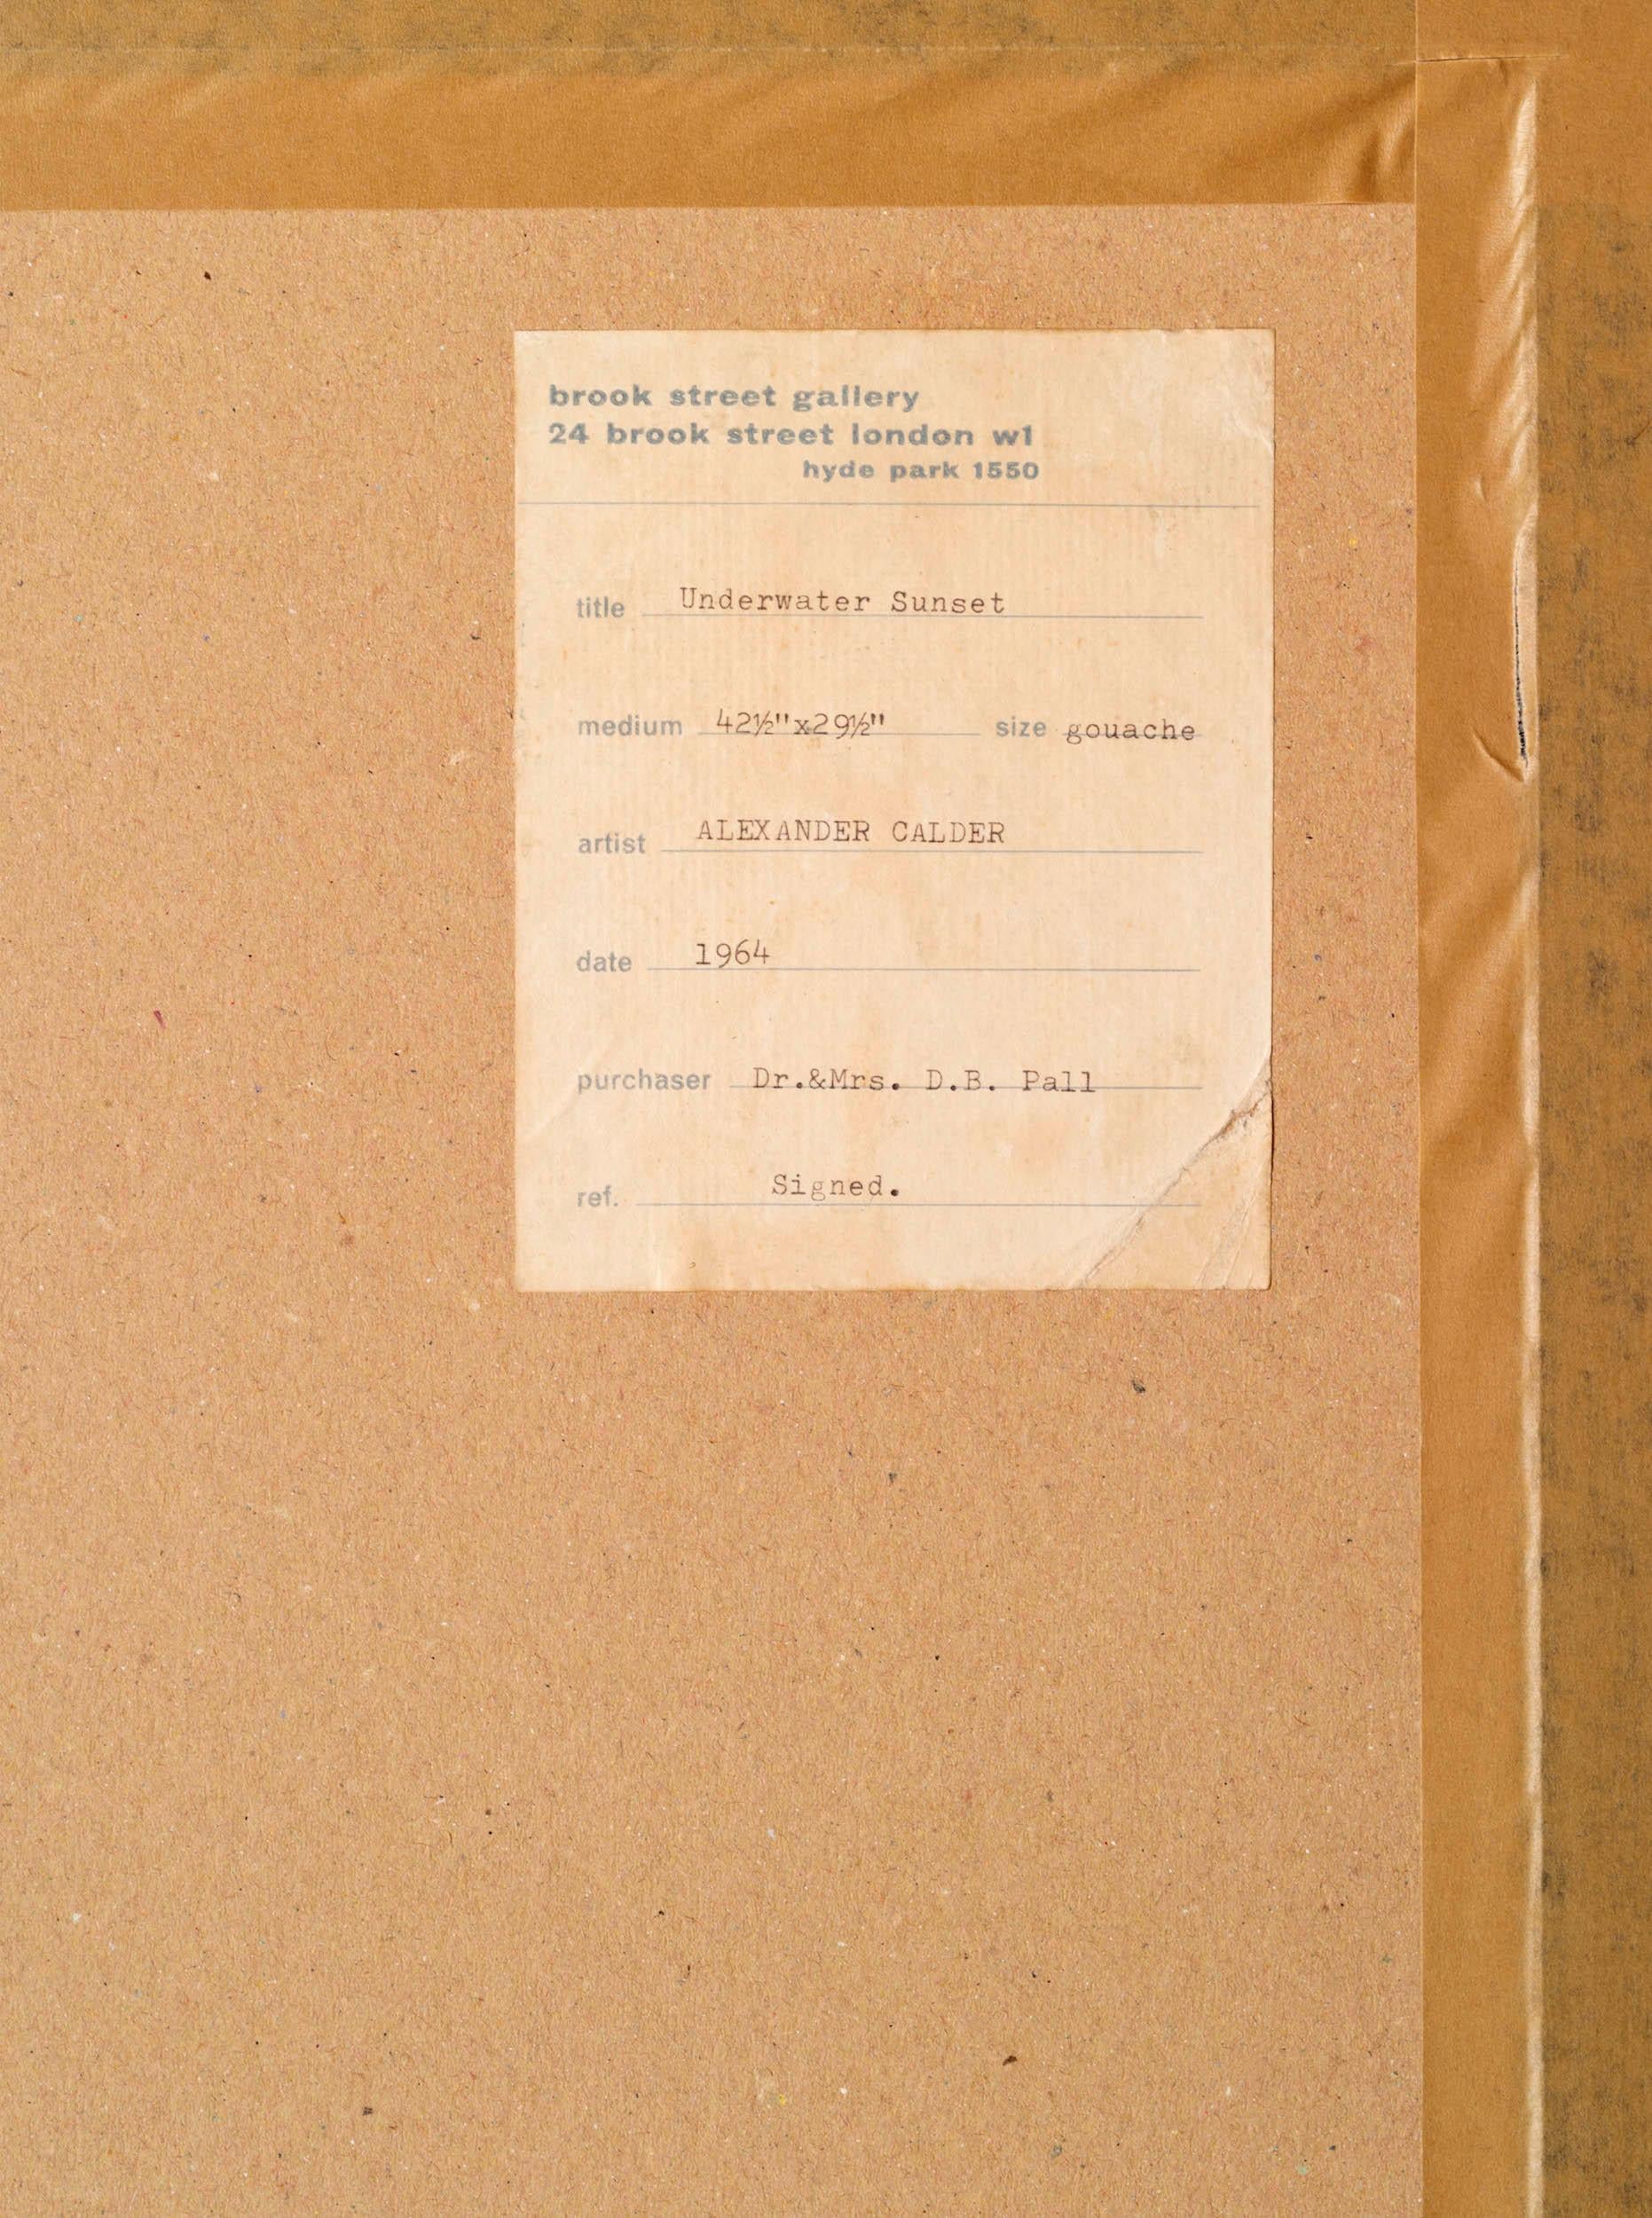 brook street gallery
24 brook street london w1
hyde park 1550
title Underwater Sunset
medium 42½"x29½" size gouache
artist ALEXANDER CALDER
date 1964
purchaser Dr.&Mrs. D.B. Pall
ref. Signed.